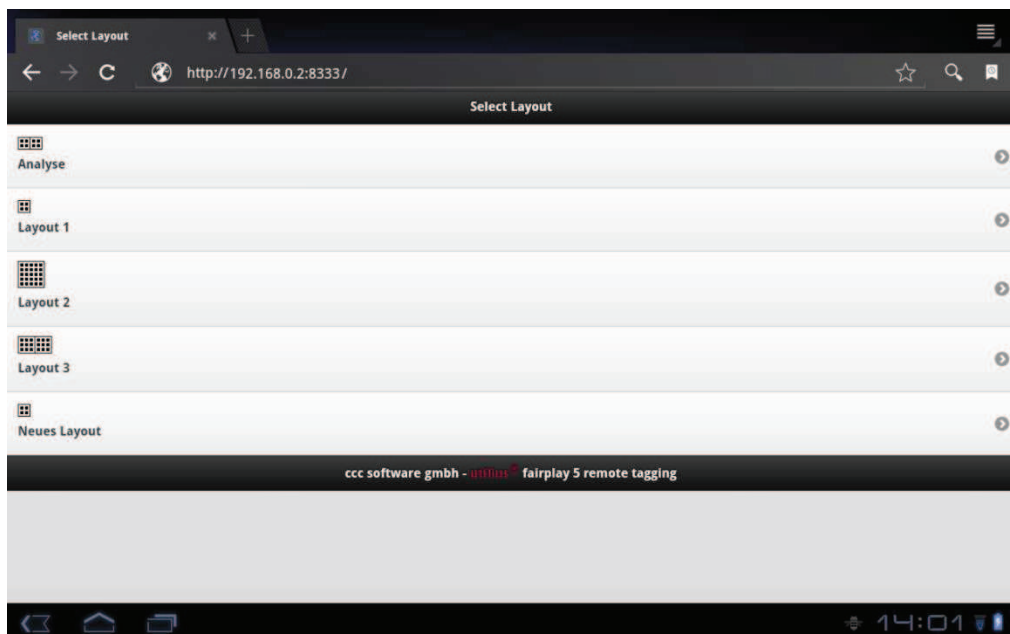 Select Layout
http://192.168.0.2:8333/
Select Layout
Analyse
Layout 1
Layout 2
Layout 3
Neues Layout
ccc software gmbh - utilius® fairplay 5 remote tagging
14:01